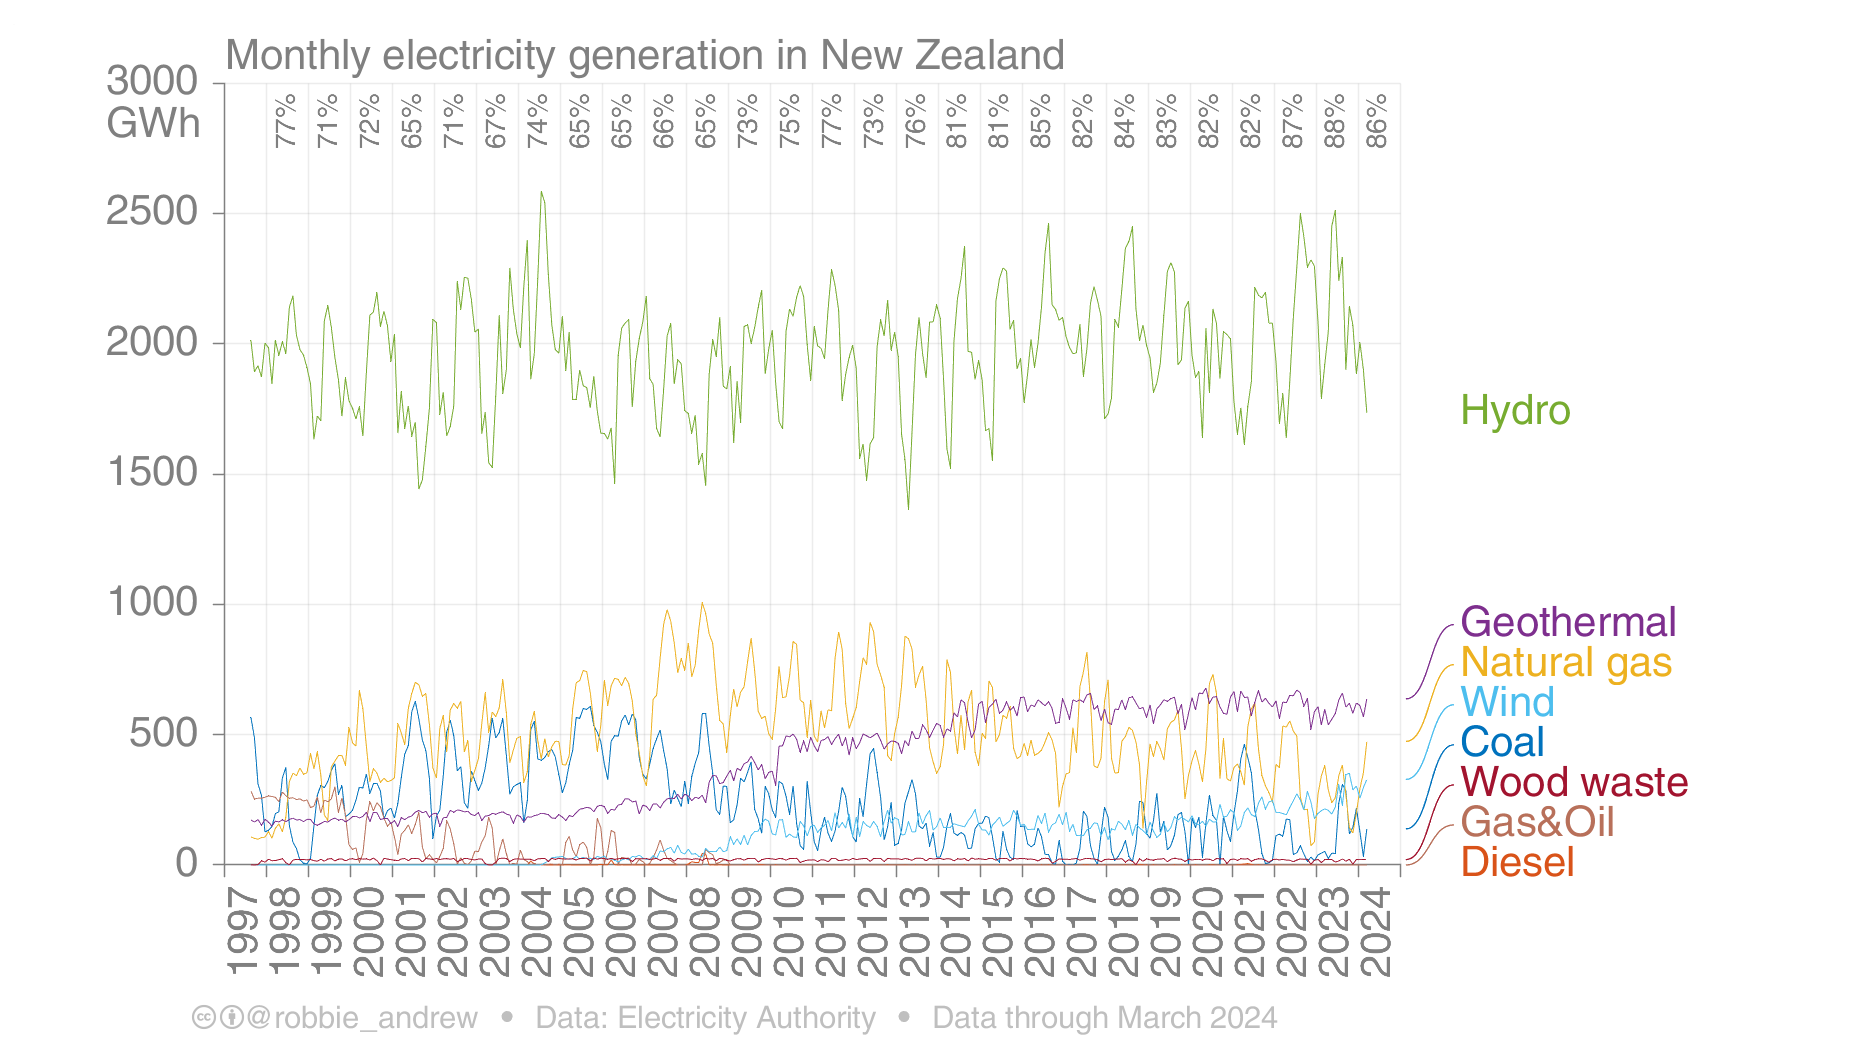 Monthly electricity generation in New Zealand
3000
GWh
77% 71% 72% 65% 71% 67% 74% 65% 65% 66% 65% 73% 75% 77% 73% 76% 81% 81% 85% 82% 84% 83% 82% 82% 87% 88% 86%
2500
2000
1500
1000
500
0
Hydro
Geothermal
Natural gas
Wind
Coal
Wood waste
Gas&Oil
Diesel
1997 1998 1999 2000 2001 2002 2003 2004 2005 2006 2007 2008 2009 2010 2011 2012 2013 2014 2015 2016 2017 2018 2019 2020 2021 2022 2023 2024
cc @robbie_andrew • Data: Electricity Authority • Data through March 2024